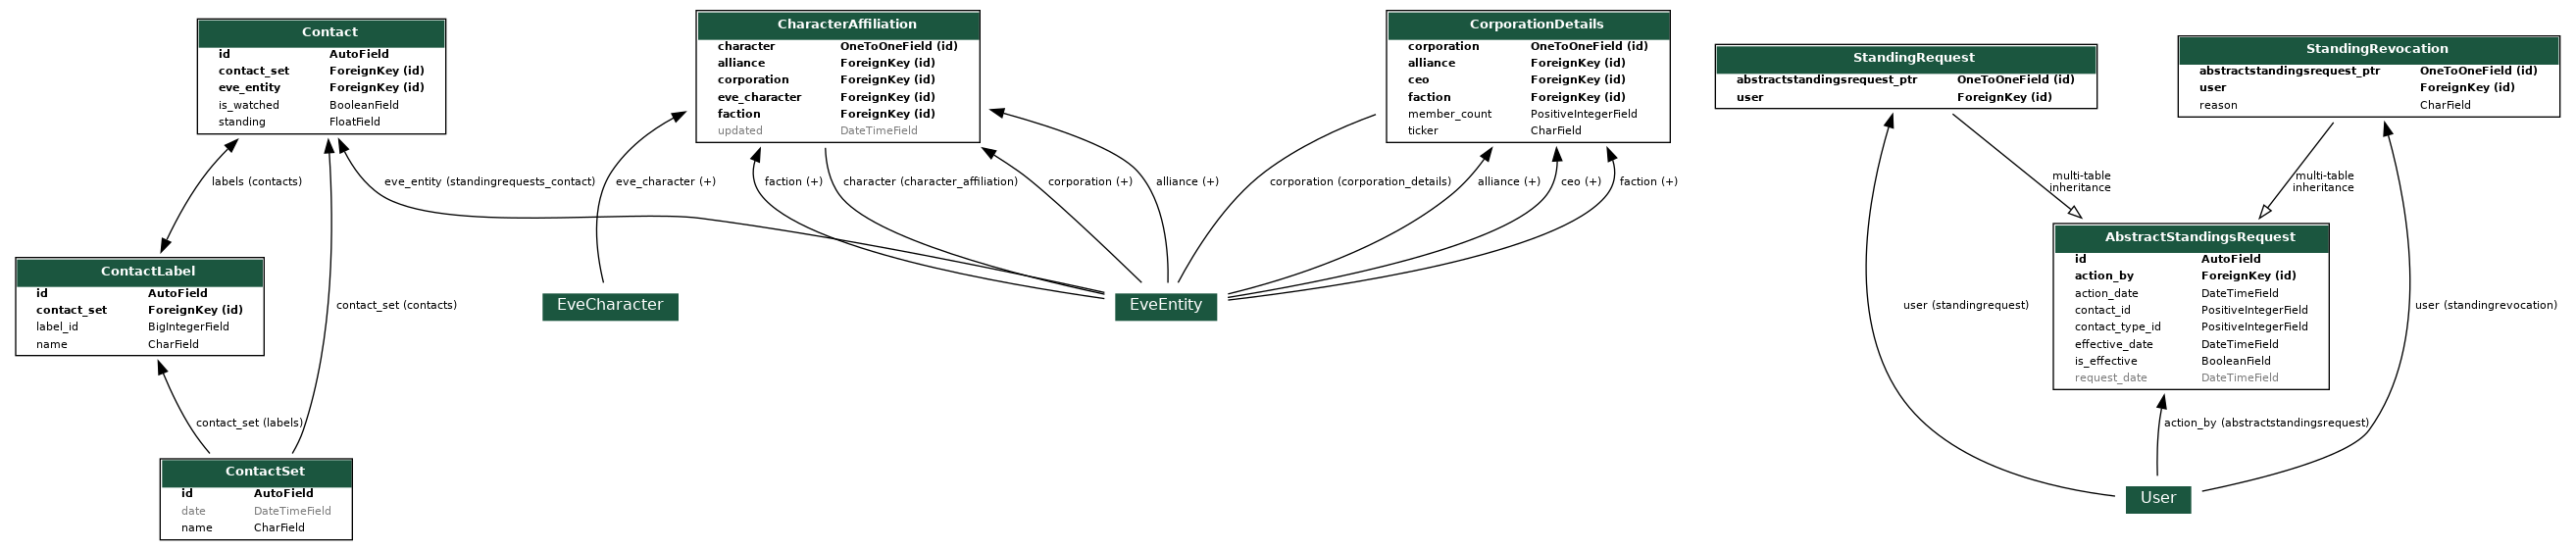 Contact
id AutoField
contact_set ForeignKey (id)
eve_entity ForeignKey (id)
is_watched BooleanField
standing FloatField
CharacterAffiliation
character OneToOneField (id)
alliance ForeignKey (id)
corporation ForeignKey (id)
eve_character ForeignKey (id)
faction ForeignKey (id)
updated DateTimeField
CorporationDetails
corporation OneToOneField (id)
alliance ForeignKey (id)
ceo ForeignKey (id)
faction ForeignKey (id)
member_count PositiveIntegerField
ticker CharField
StandingRequest
abstractstandingsrequest_ptr OneToOneField (id)
user ForeignKey (id)
StandingRevocation
abstractstandingsrequest_ptr OneToOneField (id)
user ForeignKey (id)
reason CharField
labels (contacts)
eve_entity (standingrequests_contact)
eve_character (+)
faction (+)
character (character_affiliation)
corporation (+)
alliance (+)
corporation (corporation_details)
alliance (+)
ceo (+)
faction (+)
multi-table
inheritance
multi-table
inheritance
ContactLabel
id AutoField
contact_set ForeignKey (id)
label_id BigIntegerField
name CharField
contact_set (contacts)
EveCharacter
EveEntity
user (standingrequest)
AbstractStandingsRequest
id AutoField
action_by ForeignKey (id)
action_date DateTimeField
contact_id PositiveIntegerField
contact_type_id PositiveIntegerField
effective_date DateTimeField
is_effective BooleanField
request_date DateTimeField
user (standingrevocation)
contact_set (labels)
action_by (abstractstandingsrequest)
ContactSet
id AutoField
date DateTimeField
name CharField
User